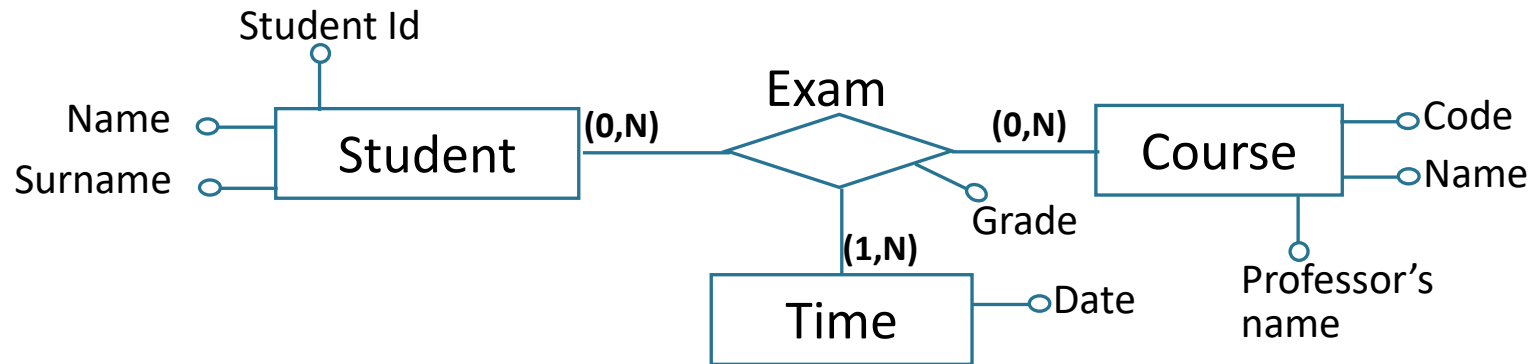 Student Id
Exam
Name
(0,N)
(0,N)
Code
Student
Course
Surname
Name
Grade
(1,N)
Professor’s
name
Time
Date